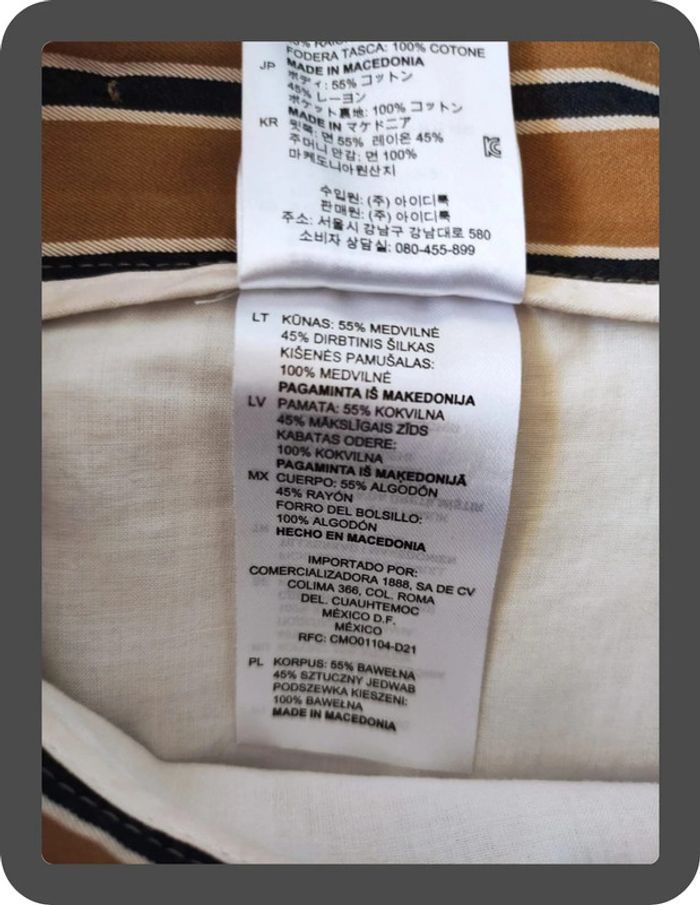 FODERA TASCA: 100% COTONE
JP MADE IN MACEDONIA
ボディ: 55% コットン
45% レーヨン
ポケット裏地: 100% コットン
MADE IN マケドニア
KR 몸통: 면 55% 레이온 45%
주머니 안감: 면 100%
마케도니아원산지
수입원: (주) 아이디룩
판매원: (주) 아이디룩
주소: 서울시 강남구 강남대로 580
소비자 상담실: 080-455-899
LT KŪNAS: 55% MEDVILNĖ
45% DIRBTINIS ŠILKAS
KIŠENĖS PAMUŠALAS:
100% MEDVILNĖ
PAGAMINTA IŠ MAKEDONIJA
LV PAMATA: 55% KOKVILNA
45% MĀKSLĪGAIS ZĪDS
KABATAS ODERE:
100% KOKVILNA
PAGAMINTA IŠ MAĶEDONIJĀ
MX CUERPO: 55% ALGODÓN
45% RAYÓN
FORRO DEL BOLSILLO:
100% ALGODÓN
HECHO EN MACEDONIA
IMPORTADO POR:
COMERCIALIZADORA 1888, SA DE CV
COLIMA 366, COL. ROMA
DEL. CUAUHTEMOC
MÉXICO D.F.
MÉXICO
RFC: CMO01104-D21
PL KORPUS: 55% BAWEŁNA
45% SZTUCZNY JEDWAB
PODSZEWKA KIESZENI:
100% BAWEŁNA
MADE IN MACEDONIA